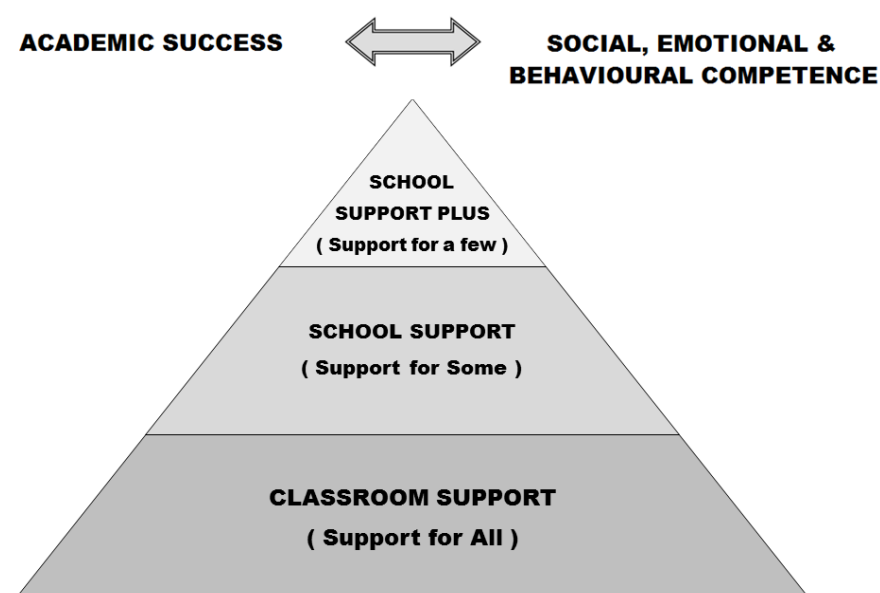 ACADEMIC SUCCESS
SOCIAL, EMOTIONAL &
BEHAVIOURAL COMPETENCE
SCHOOL
SUPPORT PLUS
( Support for a few )
SCHOOL SUPPORT
( Support for Some )
CLASSROOM SUPPORT
( Support for All )